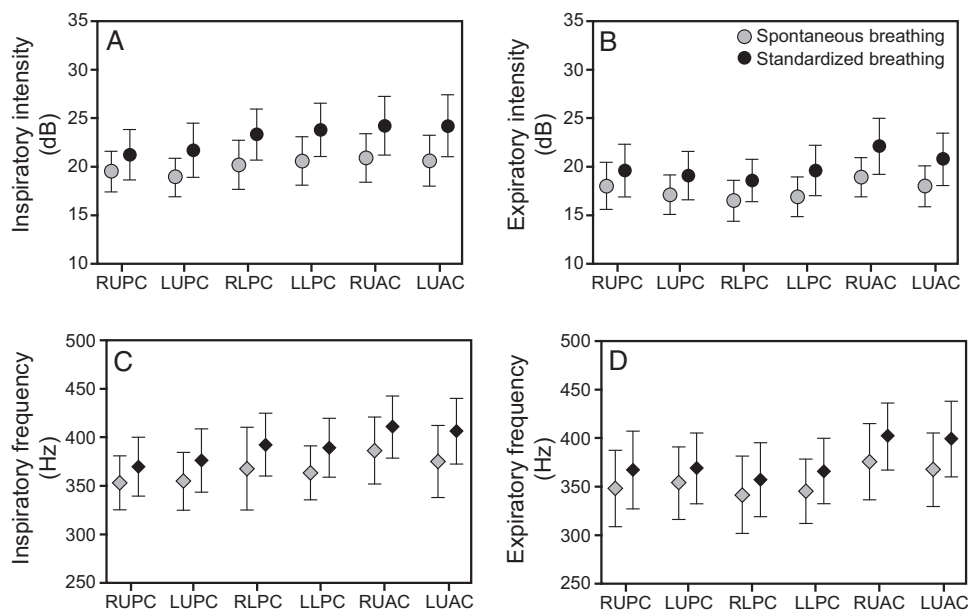 A
Inspiratory intensity
(dB)
35
30
25
20
15
10
RUPC LUPC RLPC LLPC RUAC LUAC
B
Spontaneous breathing
Standardized breathing
Expiratory intensity
(dB)
35
30
25
20
15
10
RUPC LUPC RLPC LLPC RUAC LUAC
C
Inspiratory frequency
(Hz)
500
450
400
350
300
250
RUPC LUPC RLPC LLPC RUAC LUAC
D
Expiratory frequency
(Hz)
500
450
400
350
300
250
RUPC LUPC RLPC LLPC RUAC LUAC